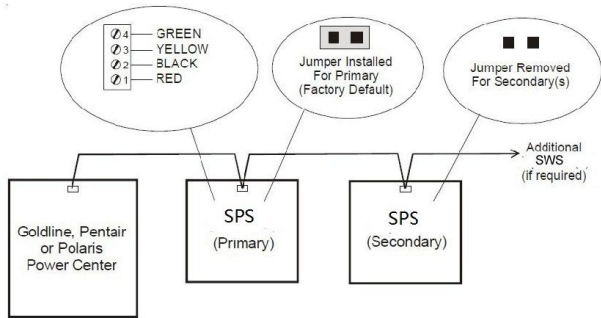 4 GREEN
3 YELLOW
2 BLACK
1 RED
Jumper Installed
For Primary
(Factory Default)
Jumper Removed
For Secondary(s)
Additional
SWS
(if required)
Goldline, Pentair
or Polaris
Power Center
SPS
(Primary)
SPS
(Secondary)